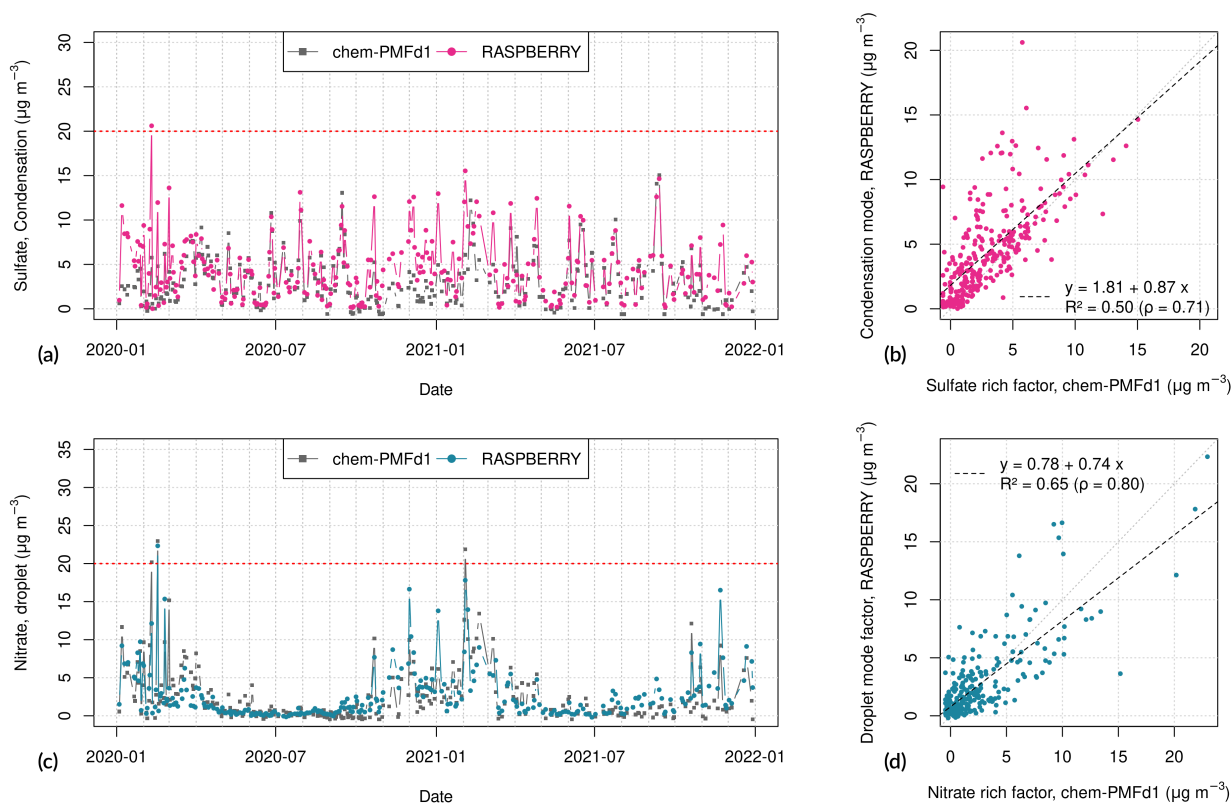 chem-PMFd1 RASPBERRY
Sulfate, Condensation (µg m⁻³)
30
25
20
15
10
5
0
2020-01 2020-07 2021-01 2021-07 2022-01
Date
(a)
Condensation mode, RASPBERRY (µg m⁻³)
20
15
10
5
0
y = 1.81 + 0.87 x
R² = 0.50 (ρ = 0.71)
0 5 10 15 20
Sulfate rich factor, chem-PMFd1 (µg m⁻³)
(b)
chem-PMFd1 RASPBERRY
Nitrate, droplet (µg m⁻³)
35
30
25
20
15
10
5
0
2020-01 2020-07 2021-01 2021-07 2022-01
Date
(c)
Droplet mode factor, RASPBERRY (µg m⁻³)
y = 0.78 + 0.74 x
R² = 0.65 (ρ = 0.80)
20
15
10
5
0
0 5 10 15 20
Nitrate rich factor, chem-PMFd1 (µg m⁻³)
(d)